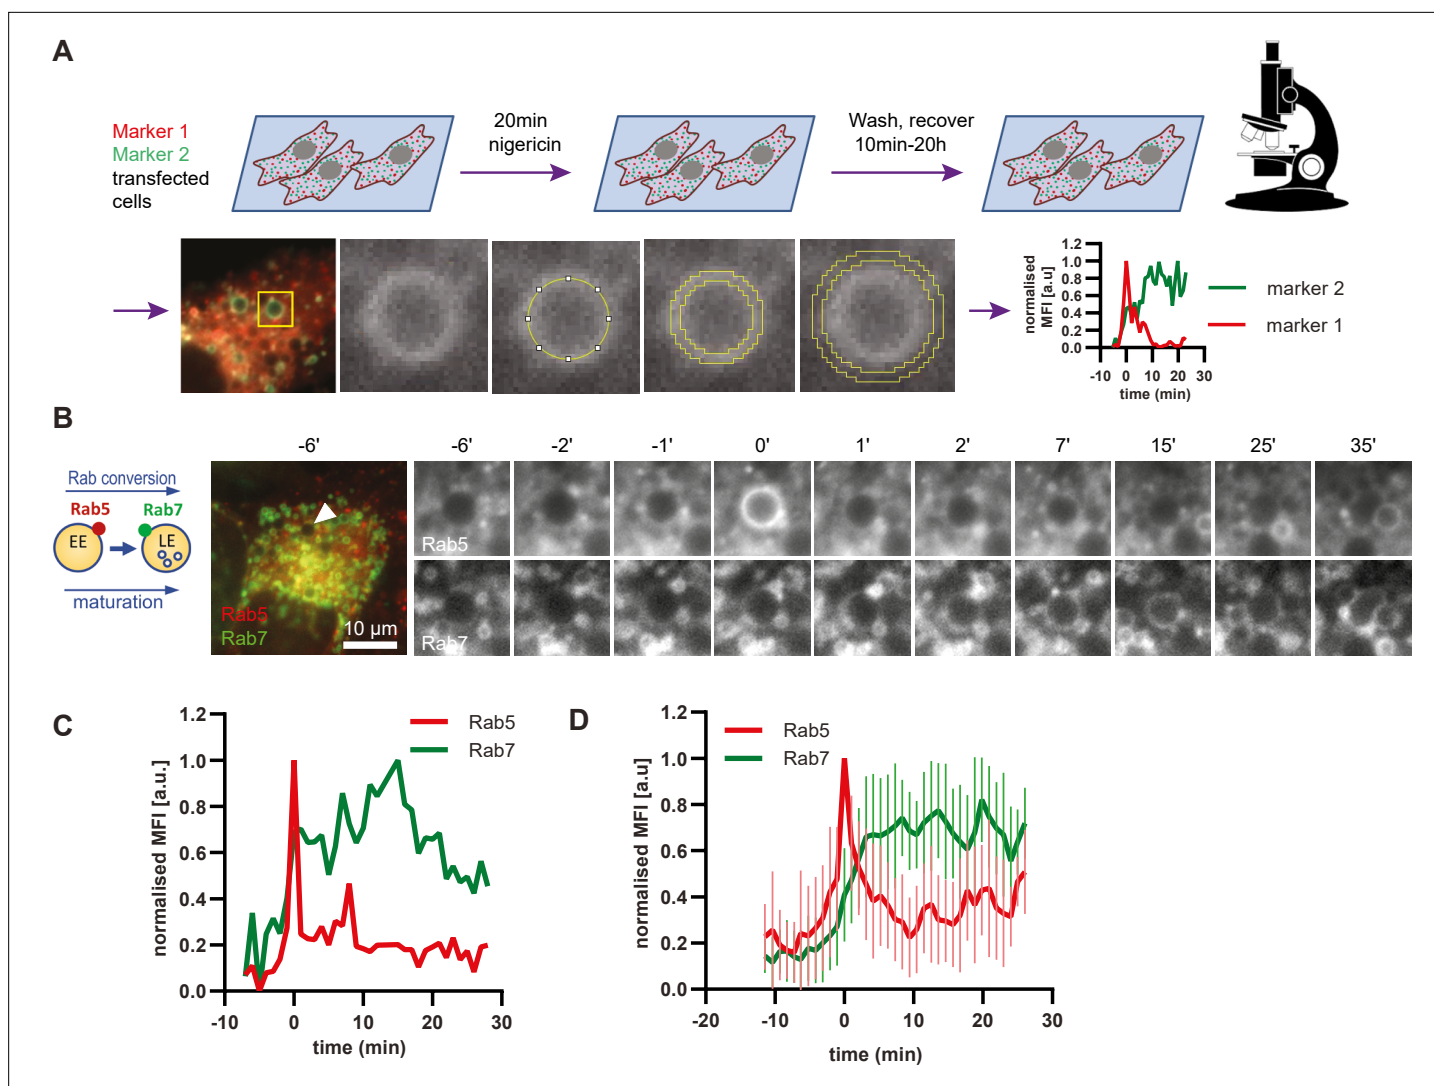 A
Marker 1
Marker 2
transfected
cells
20min
nigericin
Wash, recover
10min-20h
normalised
MFI [a.u]
1.2
1.0
0.8
0.6
0.4
0.2
0.0
-10 0 10 20 30
time (min)
marker 2
marker 1
B
-6' -6' -2' -1' 0' 1' 2' 7' 15' 25' 35'
Rab conversion
Rab5 Rab7
EE LE
maturation
Rab5
Rab7
10 µm
Rab5
Rab7
C
normalised MFI [a.u.]
1.2
1.0
0.8
0.6
0.4
0.2
0.0
-10 0 10 20 30
time (min)
Rab5
Rab7
D
normalised MFI [a.u]
1.2
1.0
0.8
0.6
0.4
0.2
0.0
-20 -10 0 10 20 30
time (min)
Rab5
Rab7